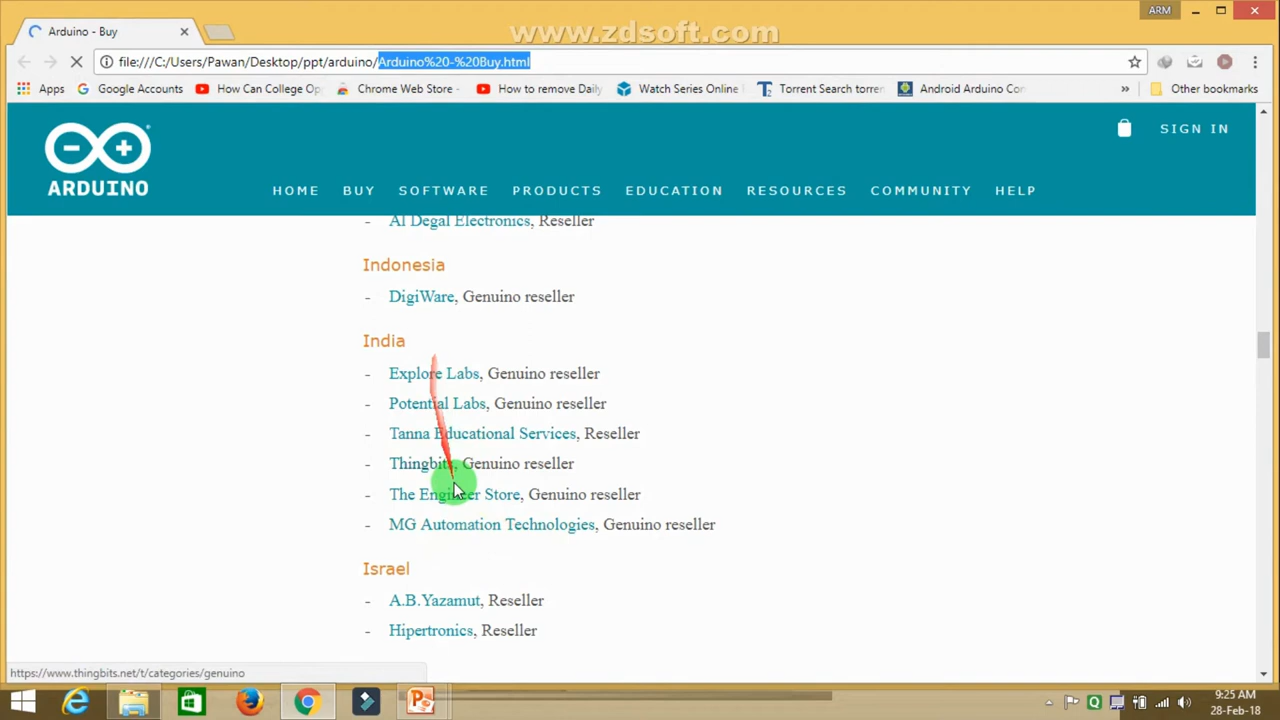 www.zdsoft.com
ARM
Arduino - Buy
file:///C:/Users/Pawan/Desktop/ppt/arduino/Arduino%20-%20Buy.html
Apps Google Accounts How Can College Op Chrome Web Store - How to remove Daily Watch Series Online Torrent Search torren Android Arduino Con » Other bookmarks
SIGN IN
ARDUINO
HOME BUY SOFTWARE PRODUCTS EDUCATION RESOURCES COMMUNITY HELP
- Al Degal Electronics, Reseller
Indonesia
- DigiWare, Genuino reseller
India
- Explore Labs, Genuino reseller
- Potential Labs, Genuino reseller
- Tanna Educational Services, Reseller
- Thingbits, Genuino reseller
- The Engineer Store, Genuino reseller
- MG Automation Technologies, Genuino reseller
Israel
- A.B.Yazamut, Reseller
- Hipertronics, Reseller
https://www.thingbits.net/t/categories/genuino
9:25 AM
28-Feb-18